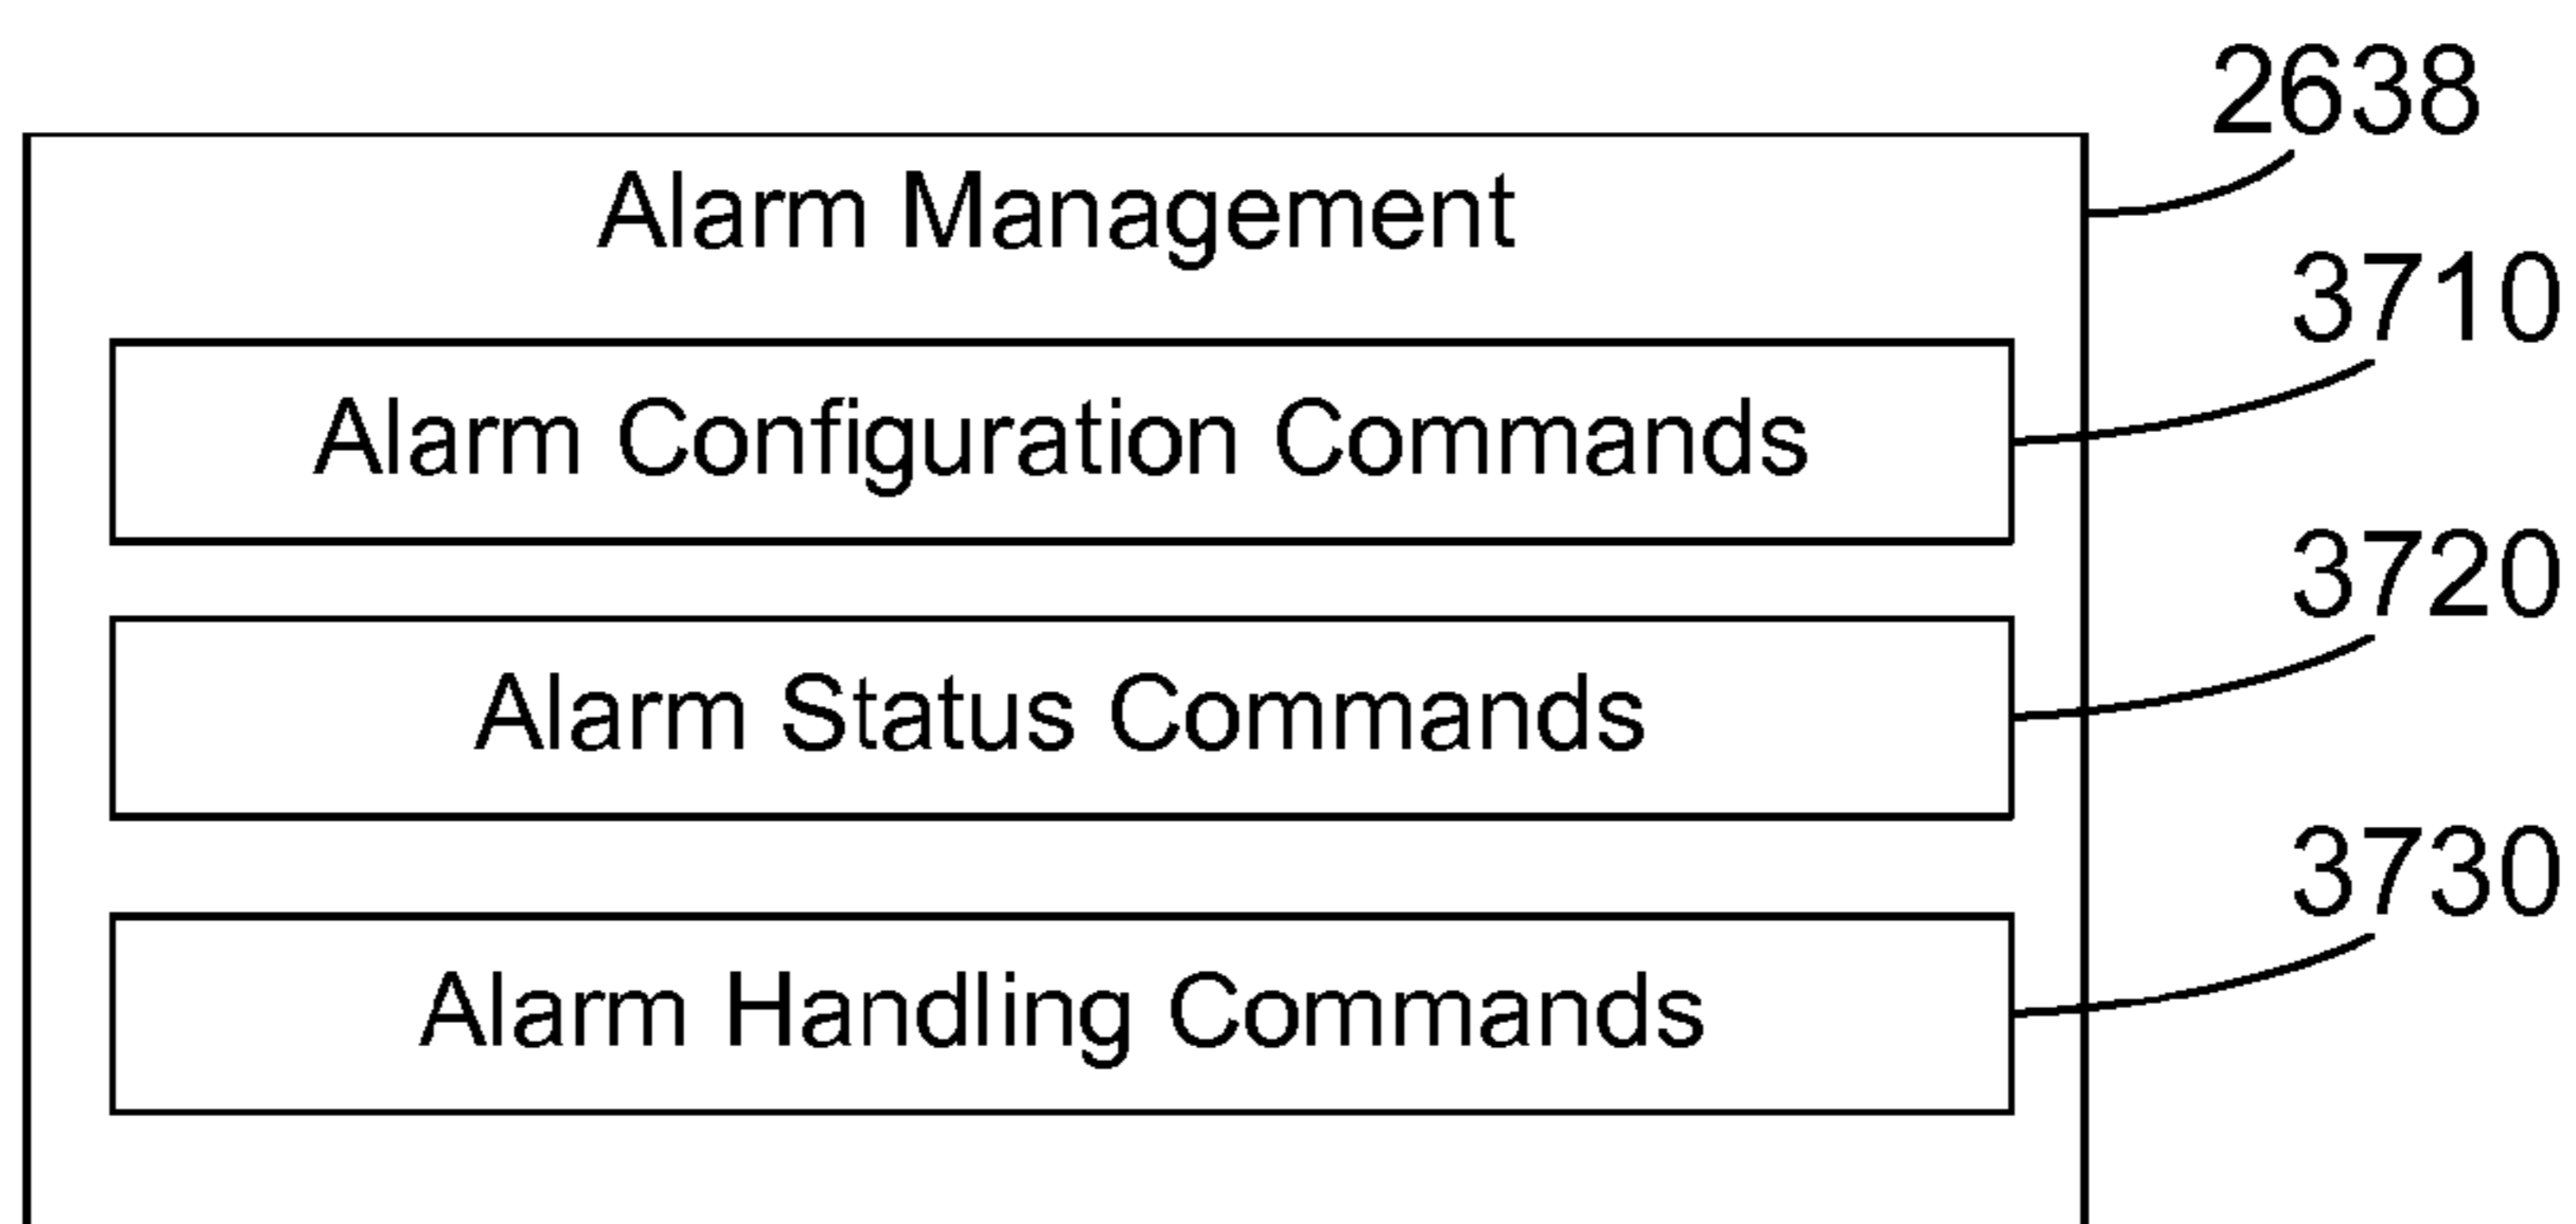 2638
Alarm Management
3710
Alarm Configuration Commands
3720
Alarm Status Commands
3730
Alarm Handling Commands